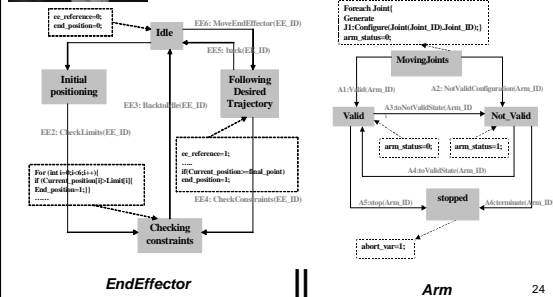 ee_reference=0;
end_position=0;
Idle
EE6: MoveEndEffector(EE_ID)
EE5: back(EE_ID)
Initial
positioning
Following
Desired
Trajectory
EE3: BacktoIdle(EE_ID)
EE2: CheckLimits(EE_ID)
ee_reference=1;
.....
if(Current_position>=final_point)
end_position=1;
For (int i=0;i<6;i++){
if (Current_position[i]>Limit[i]{
End_position=1;}}
......
EE4: CheckConstraints(EE_ID)
Checking
constraints
EndEffector
||
Foreach Joint{
Generate
J1:Configure(Joint(Joint_ID).Joint_ID);}
arm_status=0;
MovingJoints
A1:Valid(Arm_ID)
A2: NotValidConfiguration(Arm_ID)
Valid
A3:toNotValidState(Arm_ID)
Not_Valid
arm_status=0;
arm_status=1;
A4:toValidState(Arm_ID)
A5:stop(Arm_ID)
stopped
A6:terminate(Arm_ID)
abort_var=1;
Arm
24